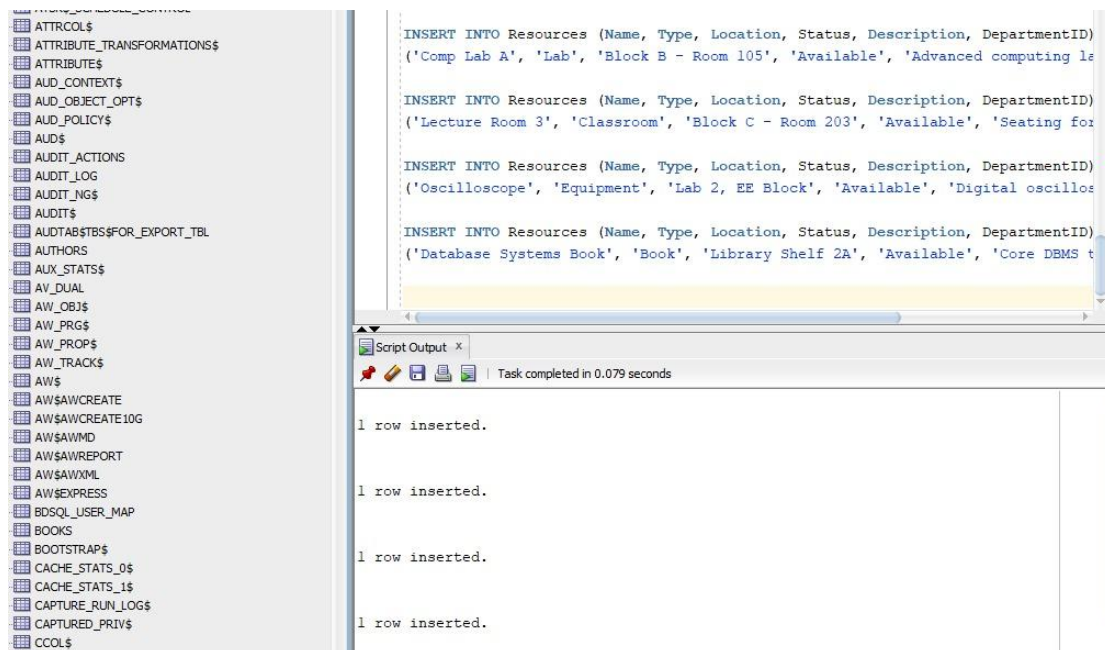 ATTRCOL$
ATTRIBUTE_TRANSFORMATIONS$
ATTRIBUTE$
AUD_CONTEXT$
AUD_OBJECT_OPT$
AUD_POLICY$
AUD$
AUDIT_ACTIONS
AUDIT_LOG
AUDIT_NG$
AUDIT$
AUDTAB$TBS$FOR_EXPORT_TBL
AUTHORS
AUX_STATS$
AV_DUAL
AW_OBJ$
AW_PRG$
AW_PROP$
AW_TRACK$
AW$
AW$AWCREATE
AW$AWCREATE10G
AW$AWMD
AW$AWREPORT
AW$AWXML
AW$EXPRESS
BDSQL_USER_MAP
BOOKS
BOOTSTRAP$
CACHE_STATS_0$
CACHE_STATS_1$
CAPTURE_RUN_LOG$
CAPTURED_PRIV$
CCOL$
INSERT INTO Resources (Name, Type, Location, Status, Description, DepartmentID)
('Comp Lab A', 'Lab', 'Block B - Room 105', 'Available', 'Advanced computing la
INSERT INTO Resources (Name, Type, Location, Status, Description, DepartmentID)
('Lecture Room 3', 'Classroom', 'Block C - Room 203', 'Available', 'Seating for
INSERT INTO Resources (Name, Type, Location, Status, Description, DepartmentID)
('Oscilloscope', 'Equipment', 'Lab 2, EE Block', 'Available', 'Digital oscillos
INSERT INTO Resources (Name, Type, Location, Status, Description, DepartmentID)
('Database Systems Book', 'Book', 'Library Shelf 2A', 'Available', 'Core DBMS t
Script Output x
Task completed in 0.079 seconds
1 row inserted.
1 row inserted.
1 row inserted.
1 row inserted.